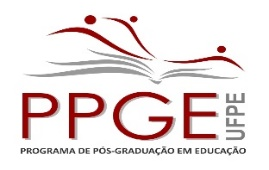 PPGE
UFPE
PROGRAMA DE PÓS-GRADUAÇÃO EM EDUCAÇÃO